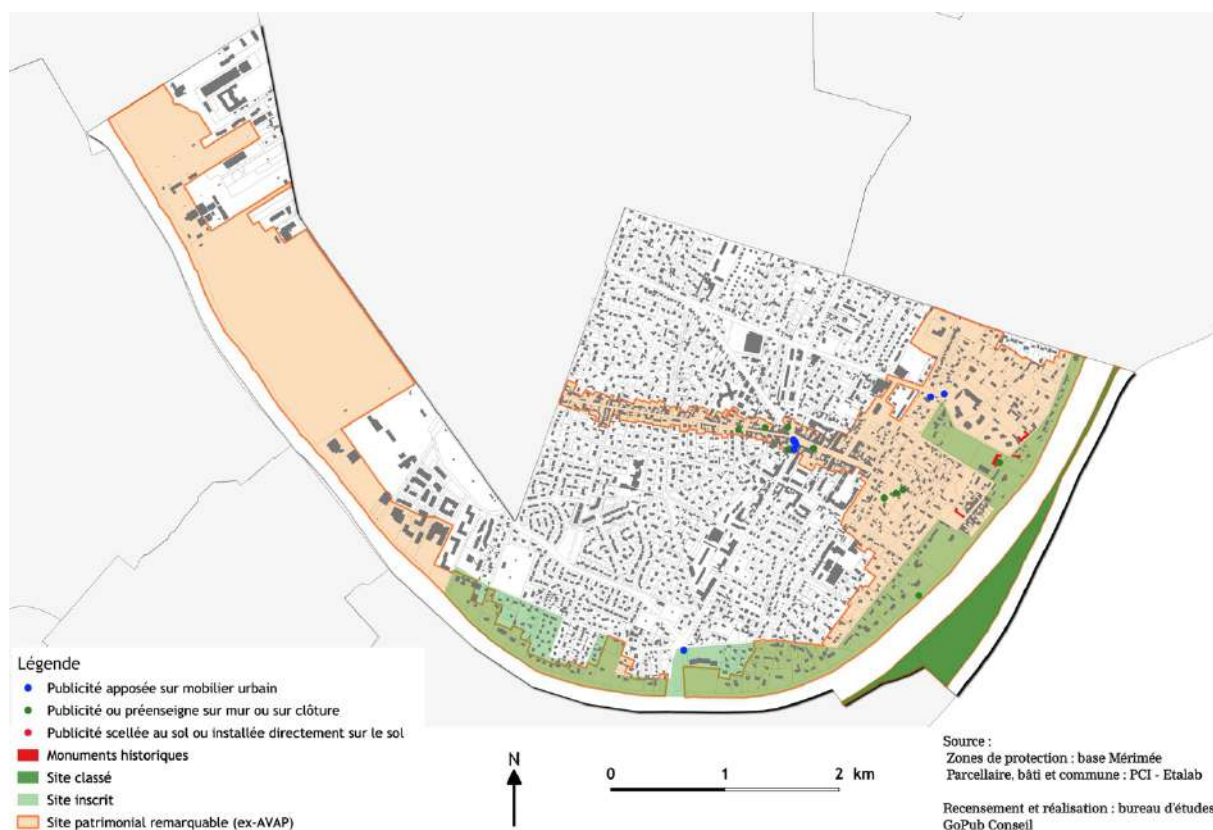 Légende
Publicité apposée sur mobilier urbain
Publicité ou préenseigne sur mur ou sur clôture
Publicité scellée au sol ou installée directement sur le sol
Monuments historiques
Site classé
Site inscrit
Site patrimonial remarquable (ex-AVAP)
N
0 1 2 km
Source :
Zones de protection : base Mérimée
Parcellaire, bâti et commune : PCI - Etalab
Recensement et réalisation : bureau d'études
GoPub Conseil